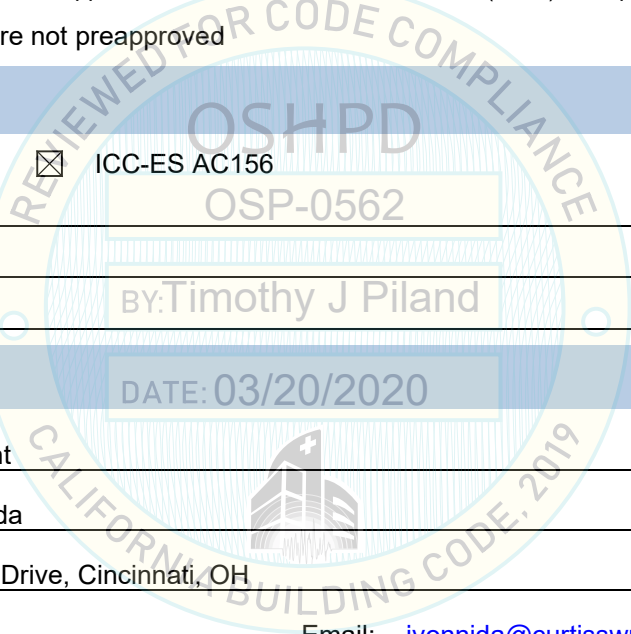 re not preapproved
REVIEWED FOR CODE COMPLIANCE
OSHPD
☒ ICC-ES AC156
OSP-0562
BY: Timothy J Piland
DATE: 03/20/2020
Drive, Cincinnati, OH
CALIFORNIA BUILDING CODE, 2019
Email: